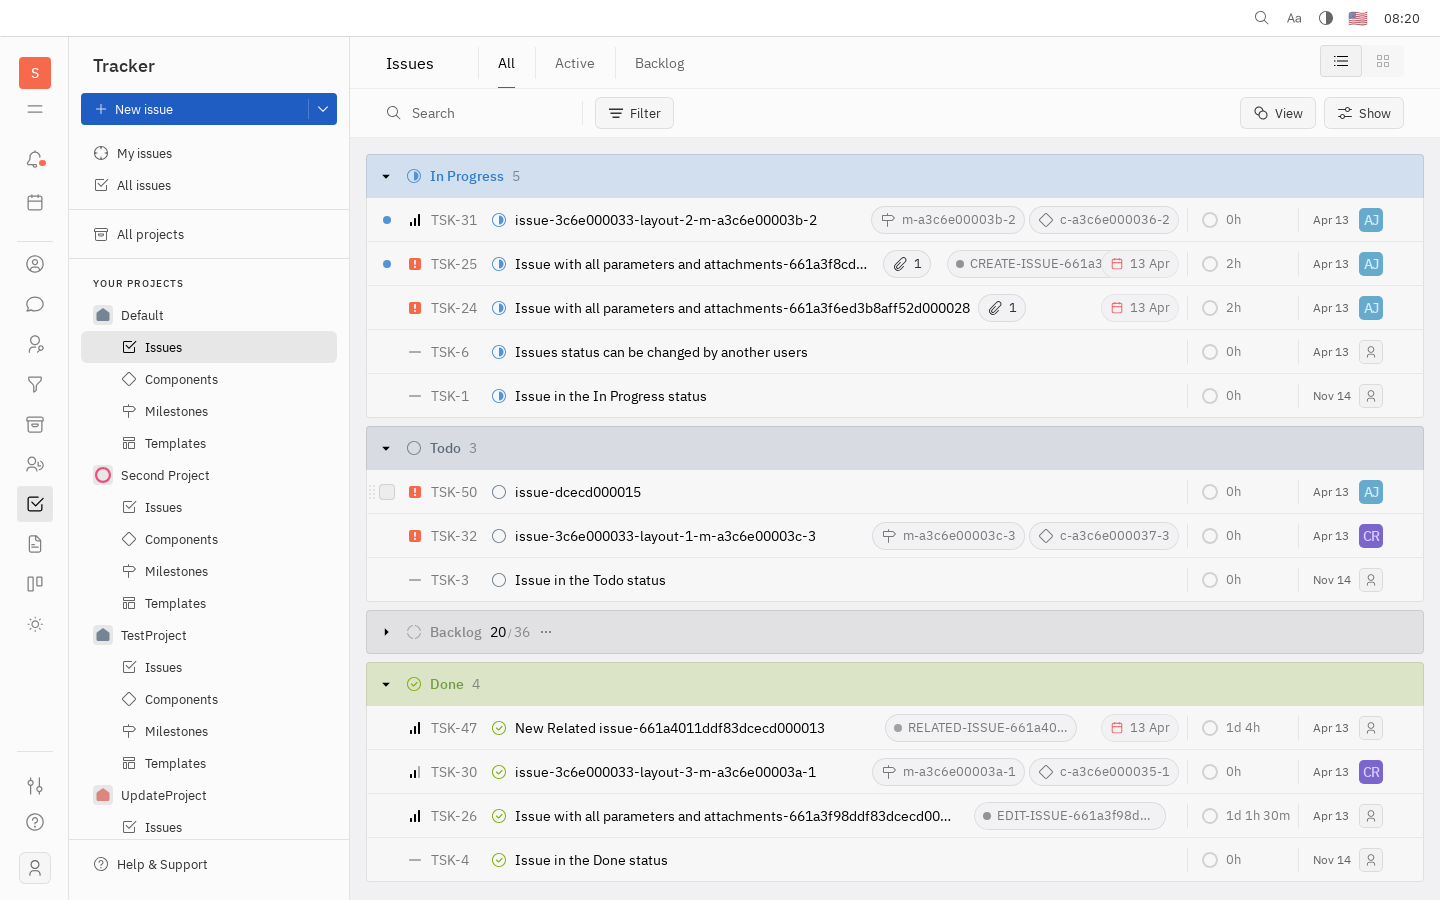 Aa 08:20
S
Tracker
New issue
My issues
All issues
All projects
YOUR PROJECTS
Default
Issues
Components
Milestones
Templates
Second Project
Issues
Components
Milestones
Templates
TestProject
Issues
Components
Milestones
Templates
UpdateProject
Issues
Help & Support
Issues All Active Backlog
Search Filter View Show
In Progress 5
TSK-31 issue-3c6e000033-layout-2-m-a3c6e00003b-2 m-a3c6e00003b-2 c-a3c6e000036-2 0h Apr 13 AJ
TSK-25 Issue with all parameters and attachments-661a3f8cd... 1 CREATE-ISSUE-661a3 13 Apr 2h Apr 13 AJ
TSK-24 Issue with all parameters and attachments-661a3f6ed3b8aff52d000028 1 13 Apr 2h Apr 13 AJ
TSK-6 Issues status can be changed by another users 0h Apr 13
TSK-1 Issue in the In Progress status 0h Nov 14
Todo 3
TSK-50 issue-dcecd000015 0h Apr 13 AJ
TSK-32 issue-3c6e000033-layout-1-m-a3c6e00003c-3 m-a3c6e00003c-3 c-a3c6e000037-3 0h Apr 13 CR
TSK-3 Issue in the Todo status 0h Nov 14
Backlog 20/36 ...
Done 4
TSK-47 New Related issue-661a4011ddf83dcecd000013 RELATED-ISSUE-661a40... 13 Apr 1d 4h Apr 13
TSK-30 issue-3c6e000033-layout-3-m-a3c6e00003a-1 m-a3c6e00003a-1 c-a3c6e000035-1 0h Apr 13 CR
TSK-26 Issue with all parameters and attachments-661a3f98ddf83dcecd00... EDIT-ISSUE-661a3f98d... 1d 1h 30m Apr 13
TSK-4 Issue in the Done status 0h Nov 14